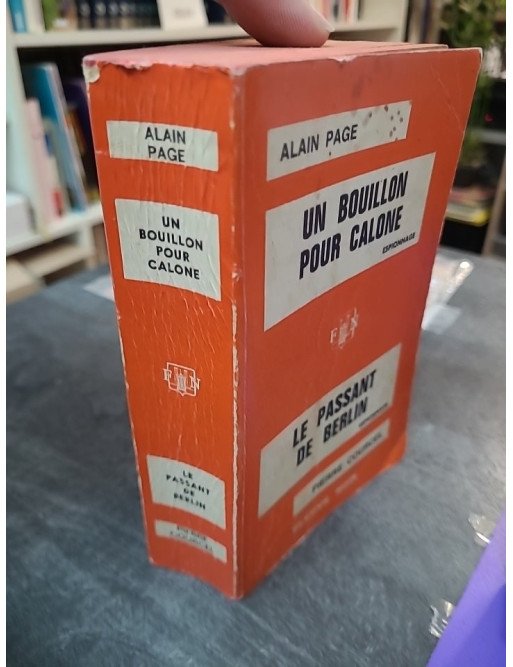 ALAIN
PAGE
UN
BOUILLON
POUR
CALONE
F N
LE
PASSANT
DE
BERLIN
ALAIN PAGE
UN BOUILLON
POUR CALONE
ESPIONNAGE
F N
LE PASSANT
DE BERLIN
ESPIONNAGE
PIERRE COURCEL